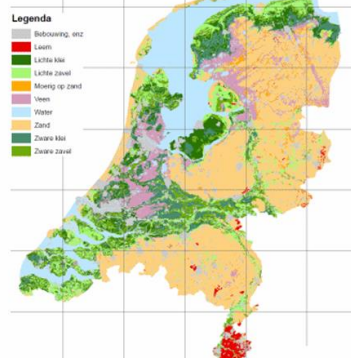 Legenda
Bebouwing, enz
Leem
Lichte klei
Lichte zavel
Moerig op zand
Veen
Water
Zand
Zware klei
Zware zavel